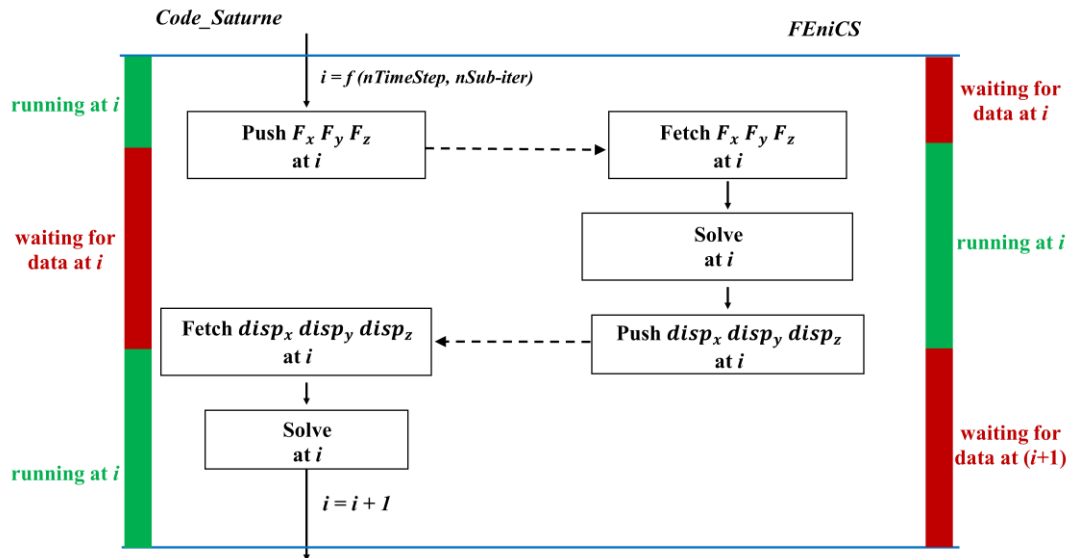 Code_Saturne
FEniCS
i = f (nTimeStep, nSub-iter)
running at i
waiting for
data at i
Push F_x F_y F_z
at i
Fetch F_x F_y F_z
at i
Solve
at i
waiting for
data at i
running at i
Fetch disp_x disp_y disp_z
at i
Push disp_x disp_y disp_z
at i
Solve
at i
running at i
waiting for
data at (i+1)
i = i + 1